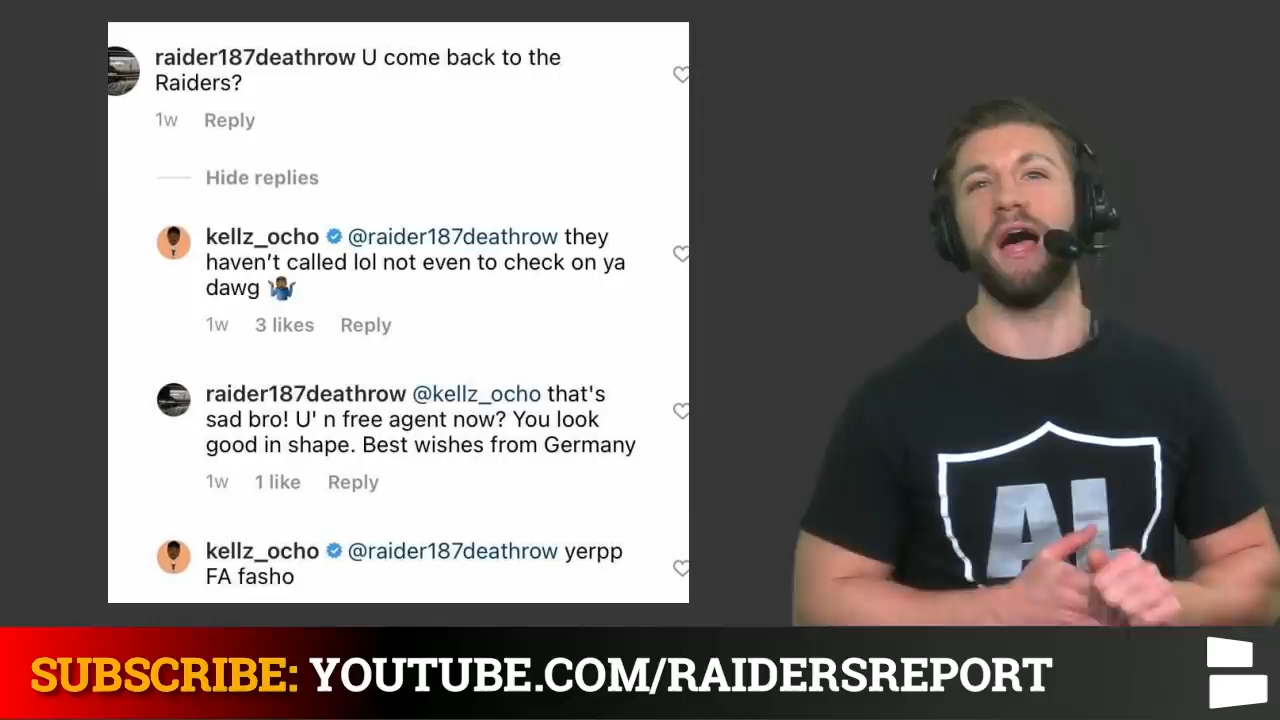 raider187deathrow U come back to the
Raiders?
1w Reply
Hide replies
kellz_ocho @raider187deathrow they
haven’t called lol not even to check on ya
dawg 🤷🏾‍♂️
1w 3 likes Reply
raider187deathrow @kellz_ocho that's
sad bro! U' n free agent now? You look
good in shape. Best wishes from Germany
1w 1 like Reply
kellz_ocho @raider187deathrow yerpp
FA fasho
AI
SUBSCRIBE: YOUTUBE.COM/RAIDERSREPORT